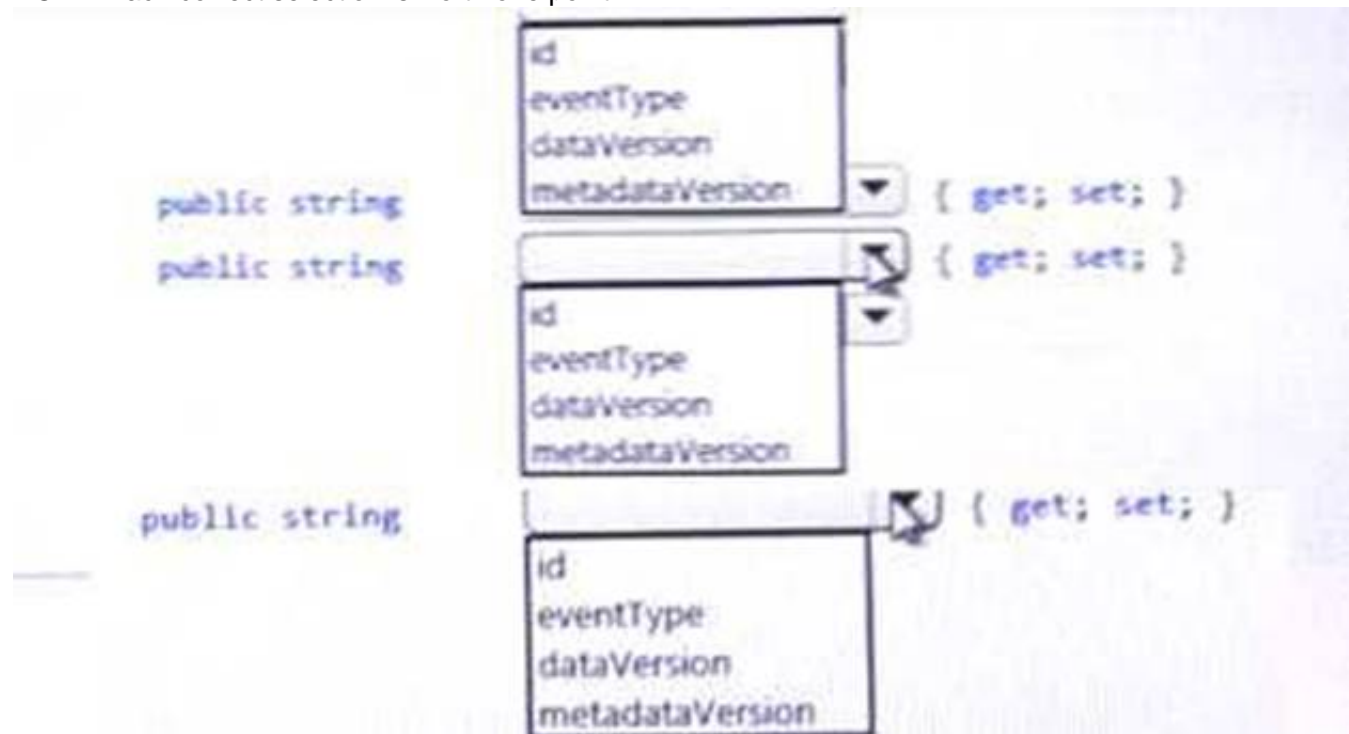 id
eventType
dataVersion
public string metadataVersion { get; set; }
public string { get; set; }
id
eventType
dataVersion
metadataVersion
public string { get; set; }
id
eventType
dataVersion
metadataVersion